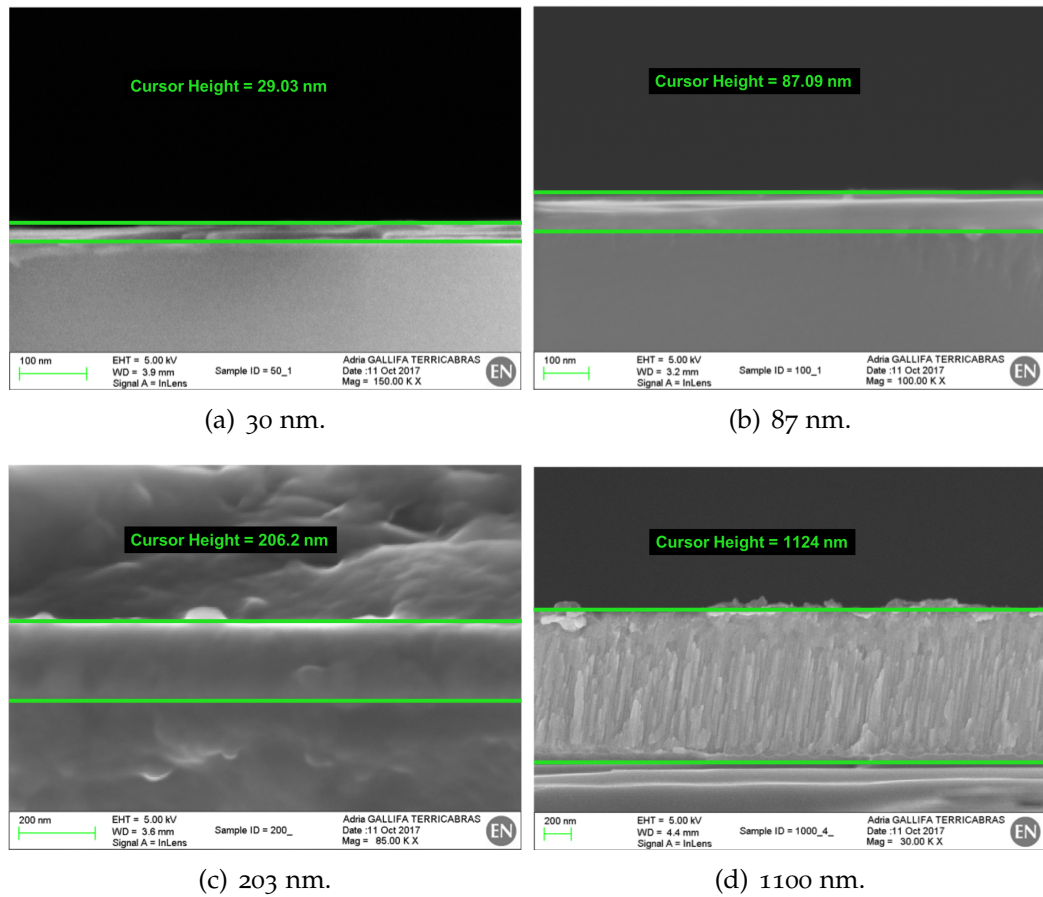 Cursor Height = 29.03 nm
100 nm
EHT = 5.00 kV
WD = 3.9 mm
Signal A = InLens
Sample ID = 50_1
Adria GALLIFA TERRICABRAS
Date :11 Oct 2017
Mag = 150.00 K X
EN
(a) 30 nm.
Cursor Height = 87.09 nm
100 nm
EHT = 5.00 kV
WD = 3.2 mm
Signal A = InLens
Sample ID = 100_1
Adria GALLIFA TERRICABRAS
Date :11 Oct 2017
Mag = 100.00 K X
EN
(b) 87 nm.
Cursor Height = 206.2 nm
200 nm
EHT = 5.00 kV
WD = 3.6 mm
Signal A = InLens
Sample ID = 200_
Adria GALLIFA TERRICABRAS
Date :11 Oct 2017
Mag = 85.00 K X
EN
(c) 203 nm.
Cursor Height = 1124 nm
200 nm
EHT = 5.00 kV
WD = 4.4 mm
Signal A = InLens
Sample ID = 1000_4_
Adria GALLIFA TERRICABRAS
Date :11 Oct 2017
Mag = 30.00 K X
EN
(d) 1100 nm.